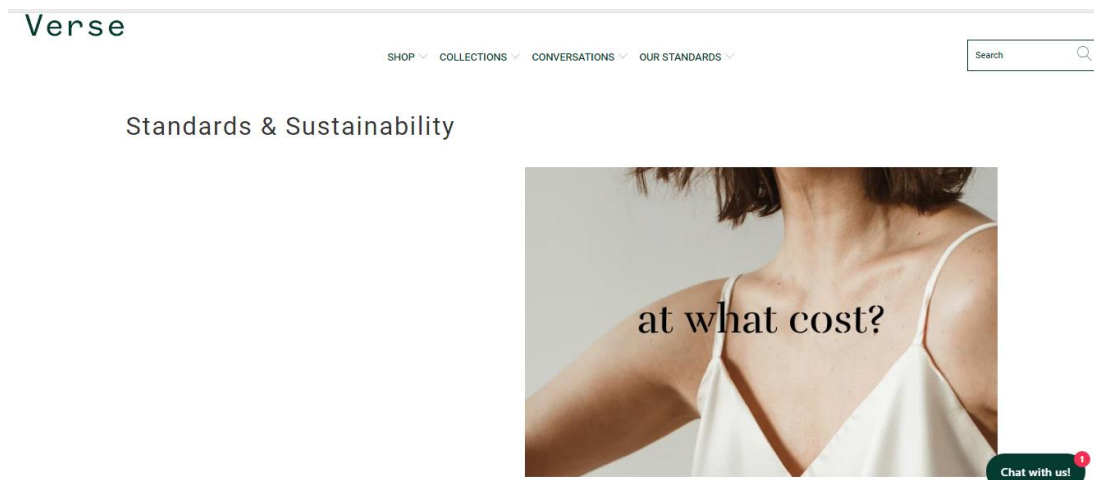 Verse
SHOP COLLECTIONS CONVERSATIONS OUR STANDARDS
Search
Standards & Sustainability
at what cost?
1
Chat with us!